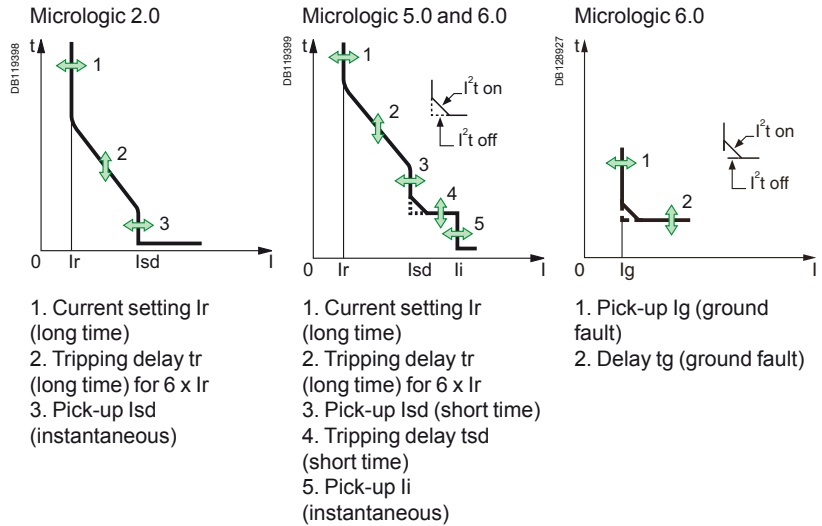 Micrologic 2.0
DB119398
t
1
2
3
0
Ir
Isd
I
1. Current setting Ir
(long time)
2. Tripping delay tr
(long time) for 6 x Ir
3. Pick-up Isd
(instantaneous)
Micrologic 5.0 and 6.0
DB119399
t
1
2
3
4
5
I²t on
I²t off
0
Ir
Isd
Ii
I
1. Current setting Ir
(long time)
2. Tripping delay tr
(long time) for 6 x Ir
3. Pick-up Isd (short time)
4. Tripping delay tsd
(short time)
5. Pick-up Ii
(instantaneous)
Micrologic 6.0
DB128927
t
1
2
I²t on
I²t off
0
Ig
I
1. Pick-up Ig (ground
fault)
2. Delay tg (ground fault)